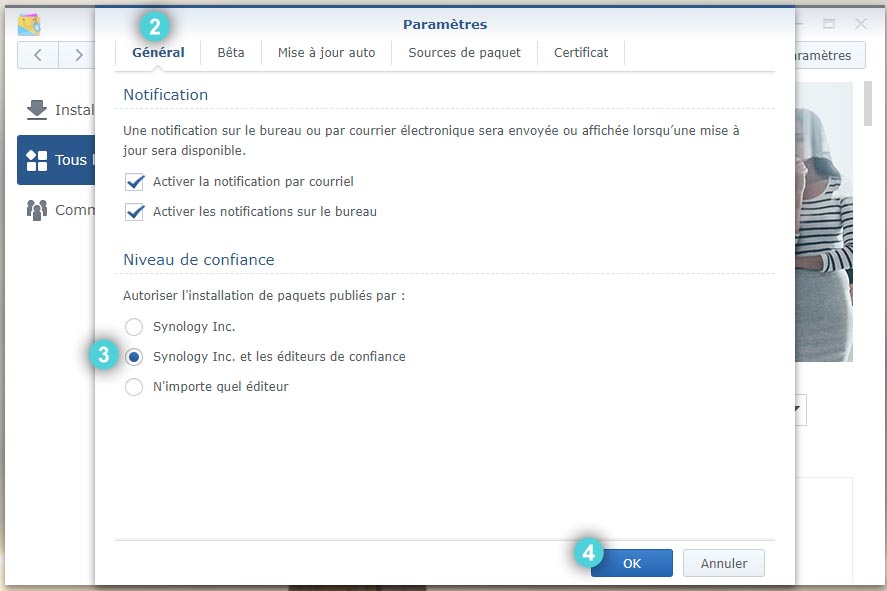 2
Paramètres
Général
Bêta
Mise à jour auto
Sources de paquet
Certificat
ramètres
Instal
Tous l
Comm
Notification
Une notification sur le bureau ou par courrier électronique sera envoyée ou affichée lorsqu'une mise à
jour sera disponible.
Activer la notification par courriel
Activer les notifications sur le bureau
Niveau de confiance
Autoriser l'installation de paquets publiés par :
Synology Inc.
3
Synology Inc. et les éditeurs de confiance
N'importe quel éditeur
4
OK
Annuler